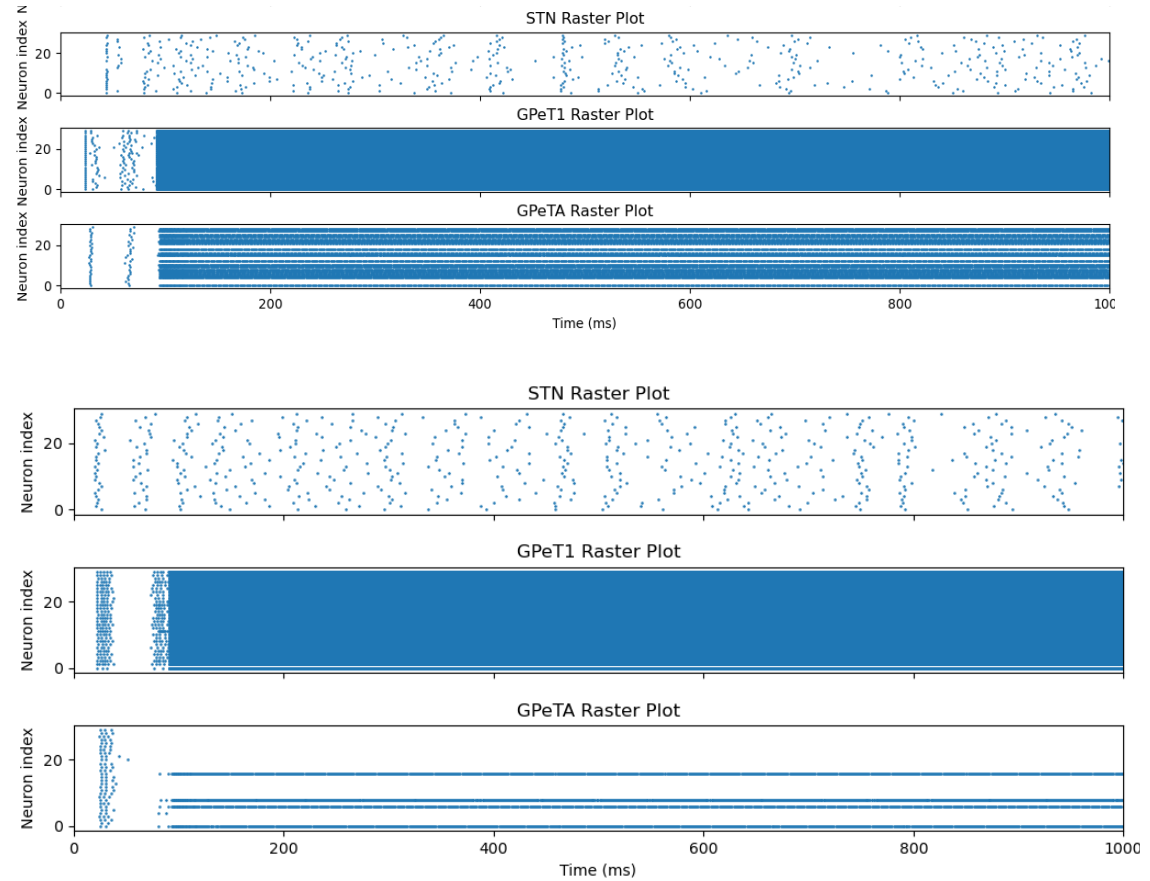 STN Raster Plot
Neuron index N
20
0
GPeT1 Raster Plot
Neuron index
20
0
GPeTA Raster Plot
Neuron index
20
0
0 200 400 600 800 100
Time (ms)
STN Raster Plot
Neuron index
20
0
GPeT1 Raster Plot
Neuron index
20
0
GPeTA Raster Plot
Neuron index
20
0
0 200 400 600 800 1000
Time (ms)